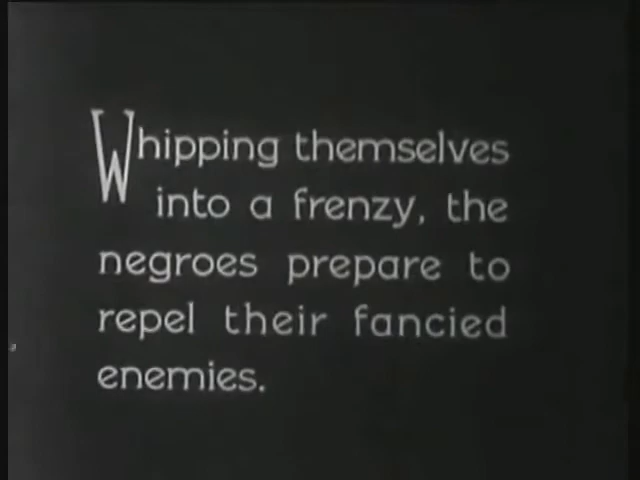 Whipping themselves
into a frenzy, the
negroes prepare to
repel their fancied
enemies.